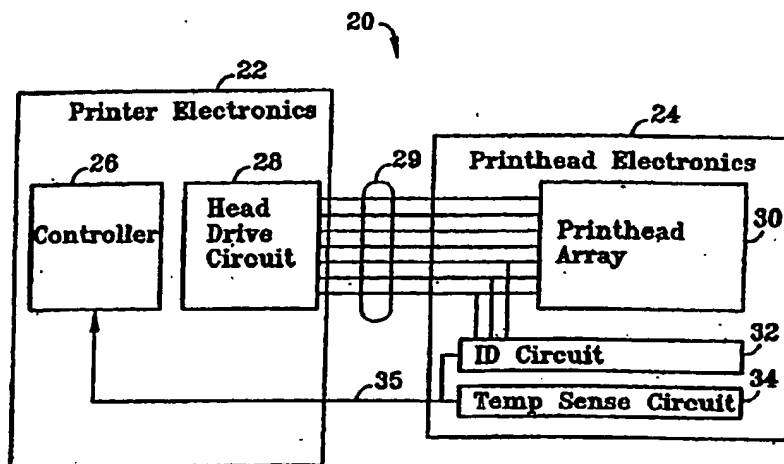 20
22
Printer Electronics
24
Printhead Electronics
26
28
29
Controller
Head
Drive
Circuit
Printhead
Array
30
32
ID Circuit
34
Temp Sense Circuit
35